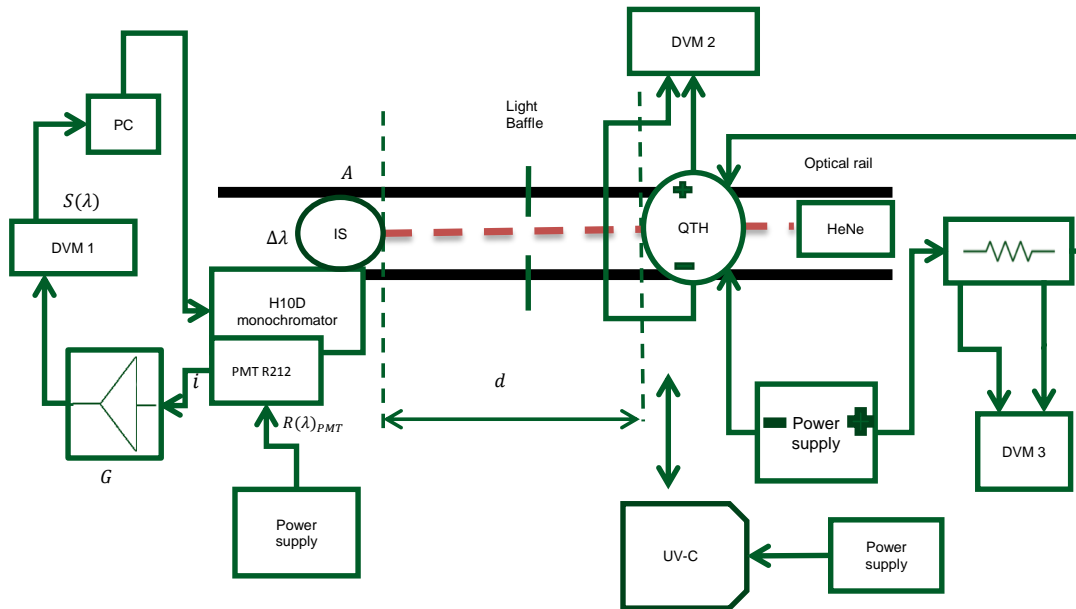 DVM 2
PC
Light
Baffle
Optical rail
A
S(λ)
DVM 1
Δλ
IS
QTH
HeNe
H10D
monochromator
PMT R212
i
d
R(λ)PMT
G
Power
supply
DVM 3
Power
supply
UV-C
Power
supply